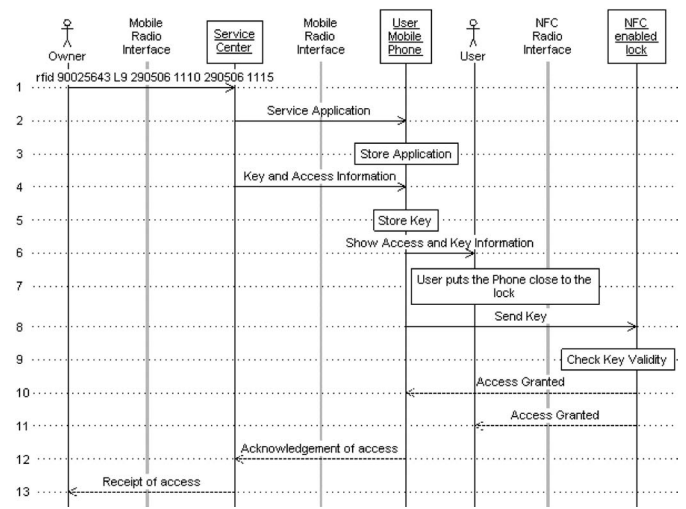 Owner
Mobile
Radio
Interface
Service
Center
Mobile
Radio
Interface
User
Mobile
Phone
User
NFC
Radio
Interface
NFC
enabled
lock
rfid 90025643 L9 290506 1110 290506 1115
1
Service Application
2
3 Store Application
Key and Access Information
4
5 Store Key
Show Access and Key Information
6
7 User puts the Phone close to the
lock
Send Key
8
9 Check Key Validity
Access Granted
10
Access Granted
11
Acknowledgement of access
12
Receipt of access
13